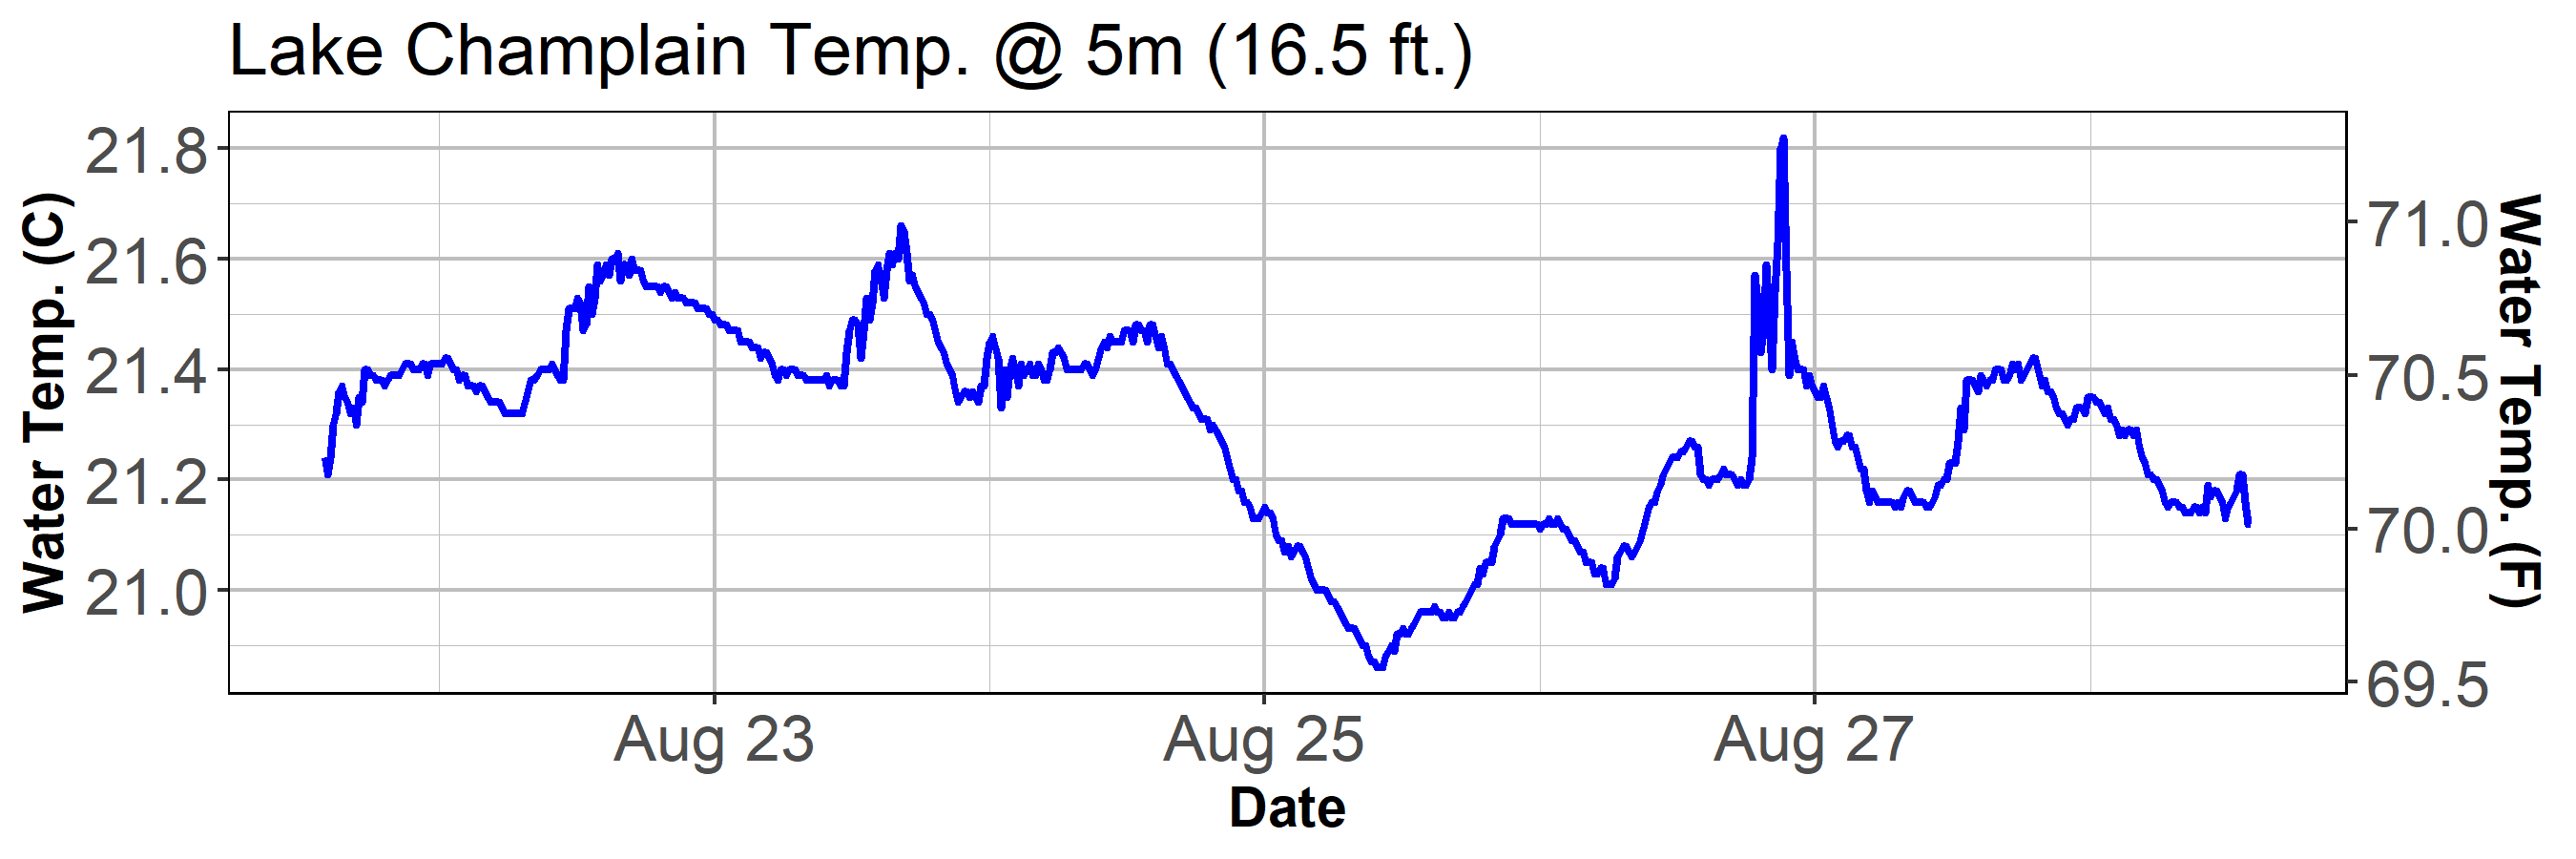 Lake Champlain Temp. @ 5m (16.5 ft.)
Water Temp. (C)
21.8
21.6
21.4
21.2
21.0
71.0
70.5
70.0
69.5
Water Temp. (F)
Aug 23
Aug 25
Aug 27
Date